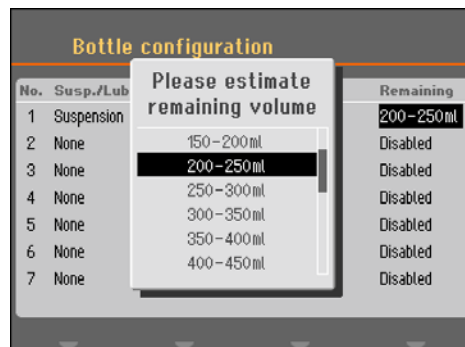 Bottle configuration
No. Susp./Lub Remaining
Please estimate
remaining volume
1 Suspension 200-250ml
2 None Disabled
3 None Disabled
4 None Disabled
5 None Disabled
6 None Disabled
7 None Disabled
150-200ml
200-250ml
250-300ml
300-350ml
350-400ml
400-450ml